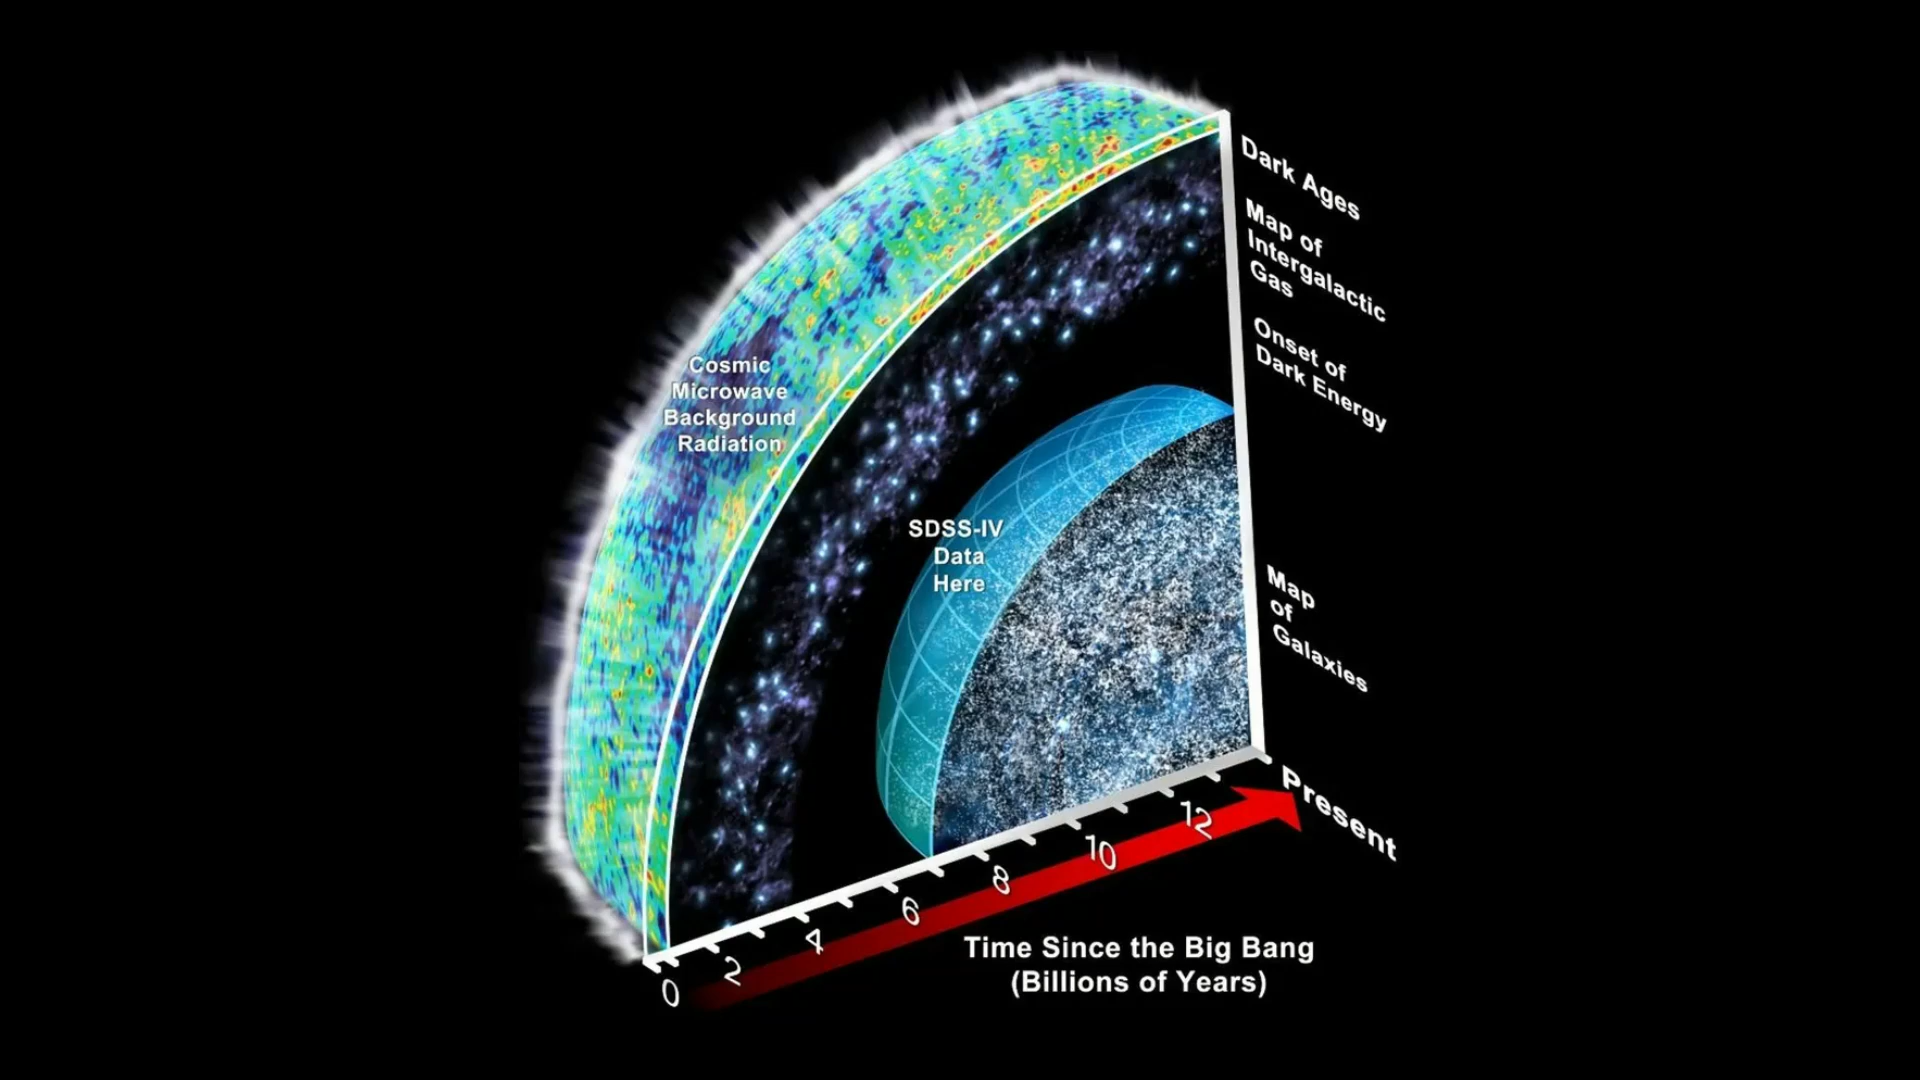 Dark Ages
Map of
Intergalactic
Gas
Onset of
Dark Energy
Cosmic
Microwave
Background
Radiation
SDSS-IV
Data
Here
Map
of
Galaxies
Present
0 2 4 6 8 10 12
Time Since the Big Bang
(Billions of Years)